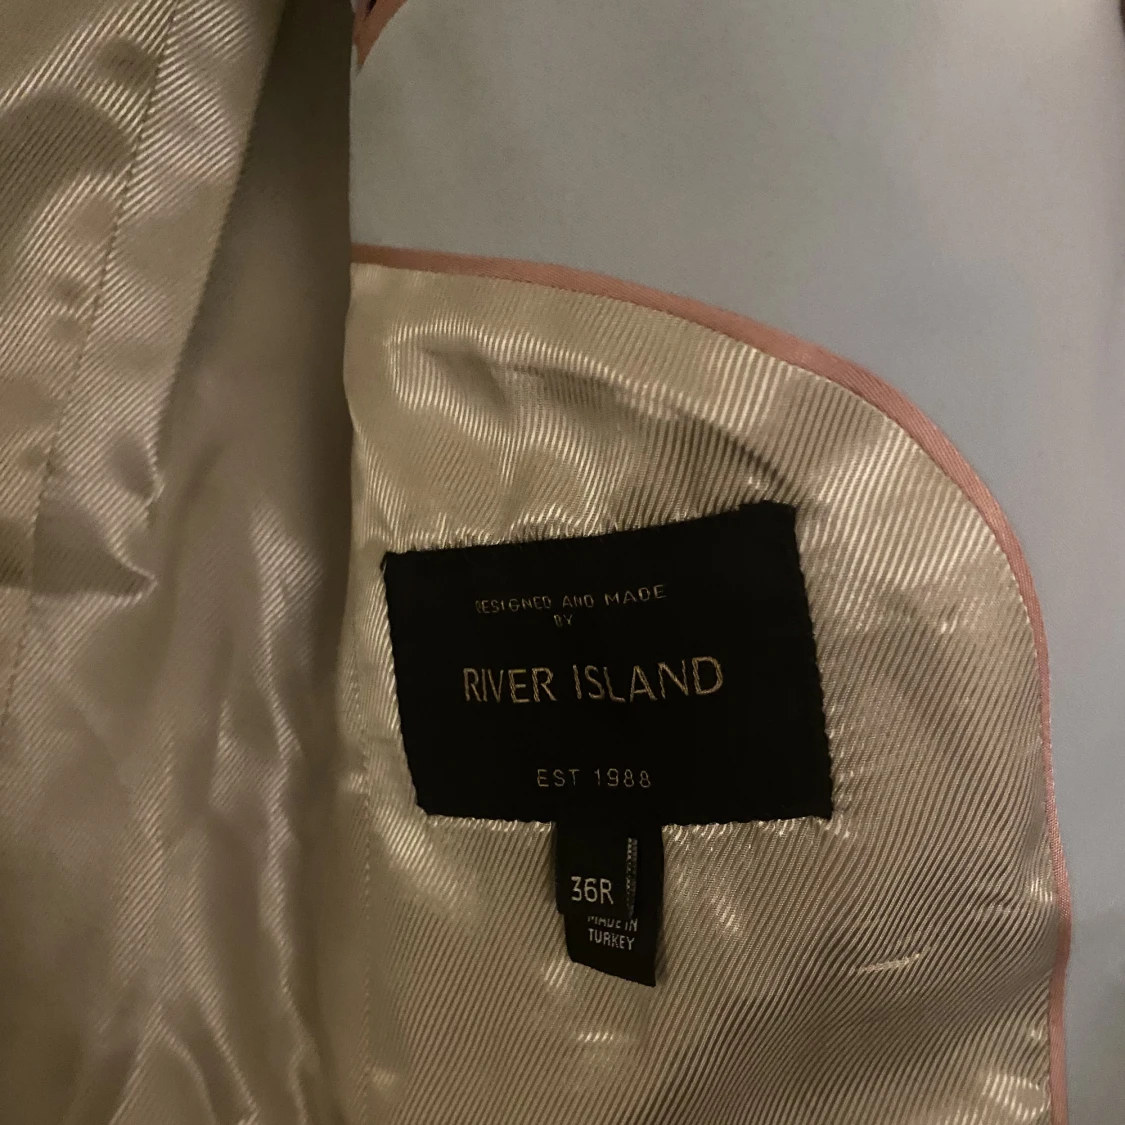 DESIGNED AND MADE
BY
RIVER ISLAND
EST 1988
36R
MADE IN
TURKEY